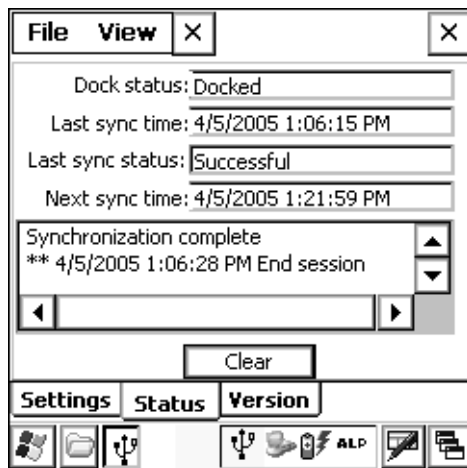 File View
Dock status: Docked
Last sync time: 4/5/2005 1:06:15 PM
Last sync status: Successful
Next sync time: 4/5/2005 1:21:59 PM
Synchronization complete
** 4/5/2005 1:06:28 PM End session
Clear
Settings Status Version
ALP